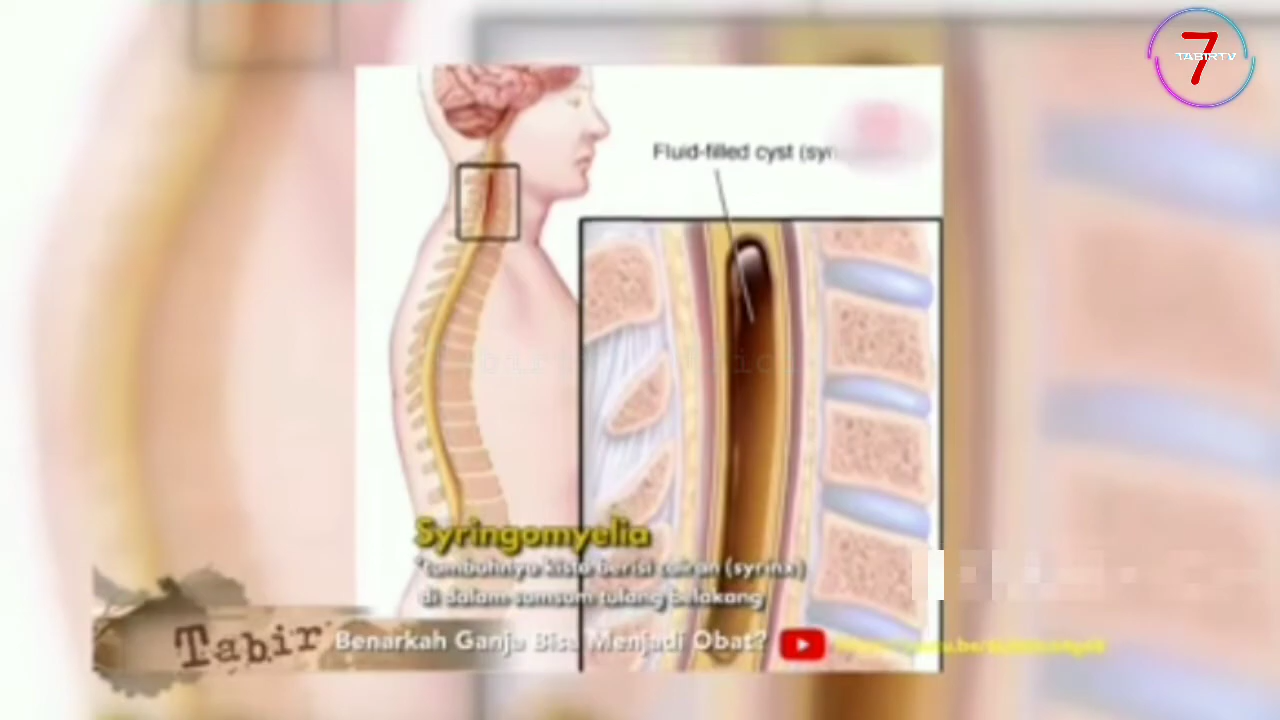 7
TABIRTV
Fluid-filled cyst
Syringomyelia
*tumbuhnya kista berisi cairan (syrinx)
di dalam sumsum tulang belakang
Tabir
Benarkah Ganja Bisa Menjadi Obat?